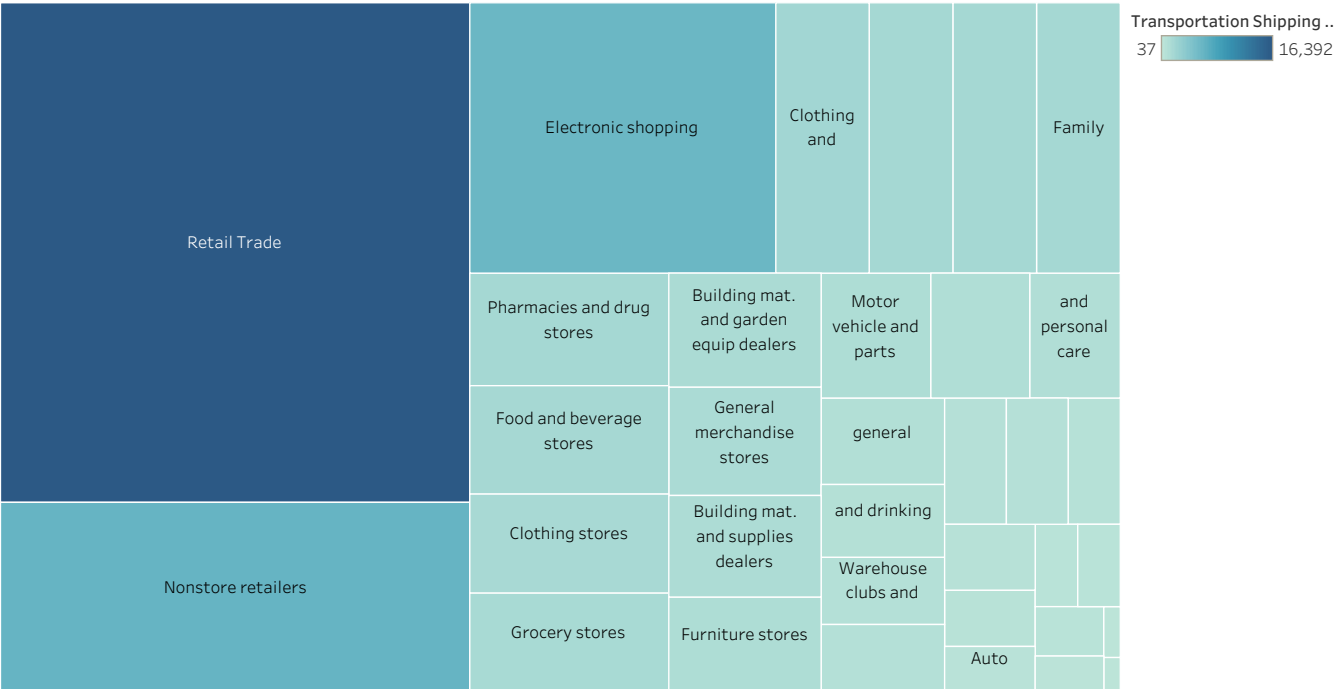 Transportation Shipping ..
37
16,392
Retail Trade
Nonstore retailers
Electronic shopping
Clothing
and
Family
Pharmacies and drug
stores
Food and beverage
stores
Clothing stores
Grocery stores
Building mat.
and garden
equip dealers
General
merchandise
stores
Building mat.
and supplies
dealers
Furniture stores
Motor
vehicle and
parts
and
personal
care
general
and drinking
Warehouse
clubs and
Auto